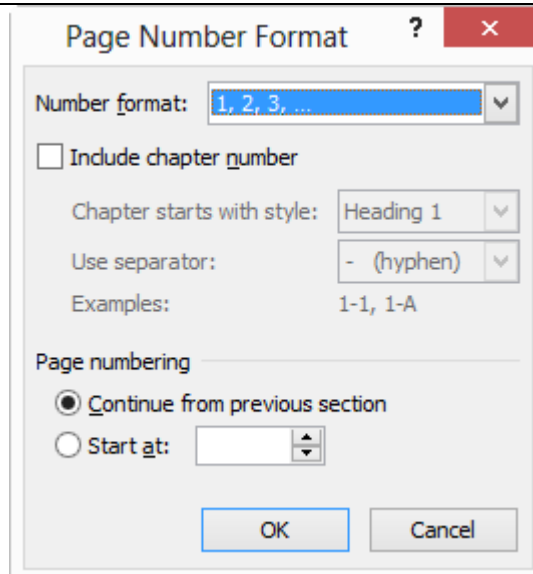 Page Number Format ? ×
Number format: 1, 2, 3, ...
Include chapter number
Chapter starts with style: Heading 1
Use separator: - (hyphen)
Examples: 1-1, 1-A
Page numbering
Continue from previous section
Start at:
OK Cancel